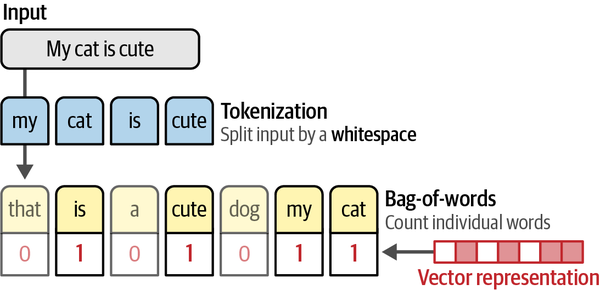 Input
My cat is cute
my cat is cute
Tokenization
Split input by a whitespace
that is a cute dog my cat
Bag-of-words
Count individual words
0 1 0 1 0 1 1
Vector representation